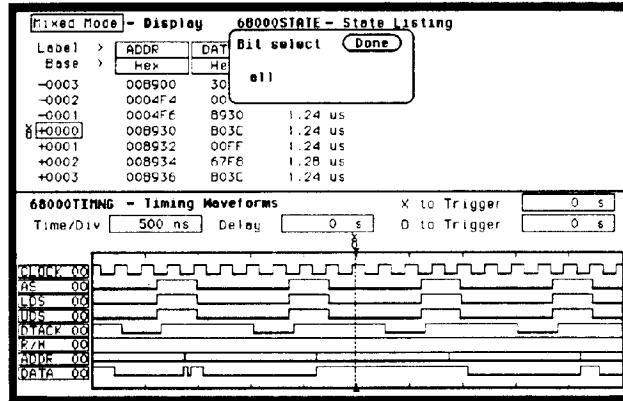 Mixed Mode - Display 68000STATE - State Listing
Label > ADDR DAT
Base > Hex He
Bit select Done
all
-0003 008900 30
-0002 0004F4 00
-0001 0004F6 8930 1.24 us
+0000 008930 B03C 1.24 us
+0001 008932 00FF 1.24 us
+0002 008934 67F8 1.28 us
+0003 008936 B03C 1.24 us
68000TIMNG - Timing Waveforms X to Trigger 0 s
Time/Div 500 ns Delay 0 s O to Trigger 0 s
CLOCK 00
AS 00
LDS 00
UDS 00
DTACK 00
R/W 00
ADDR 00
DATA 00